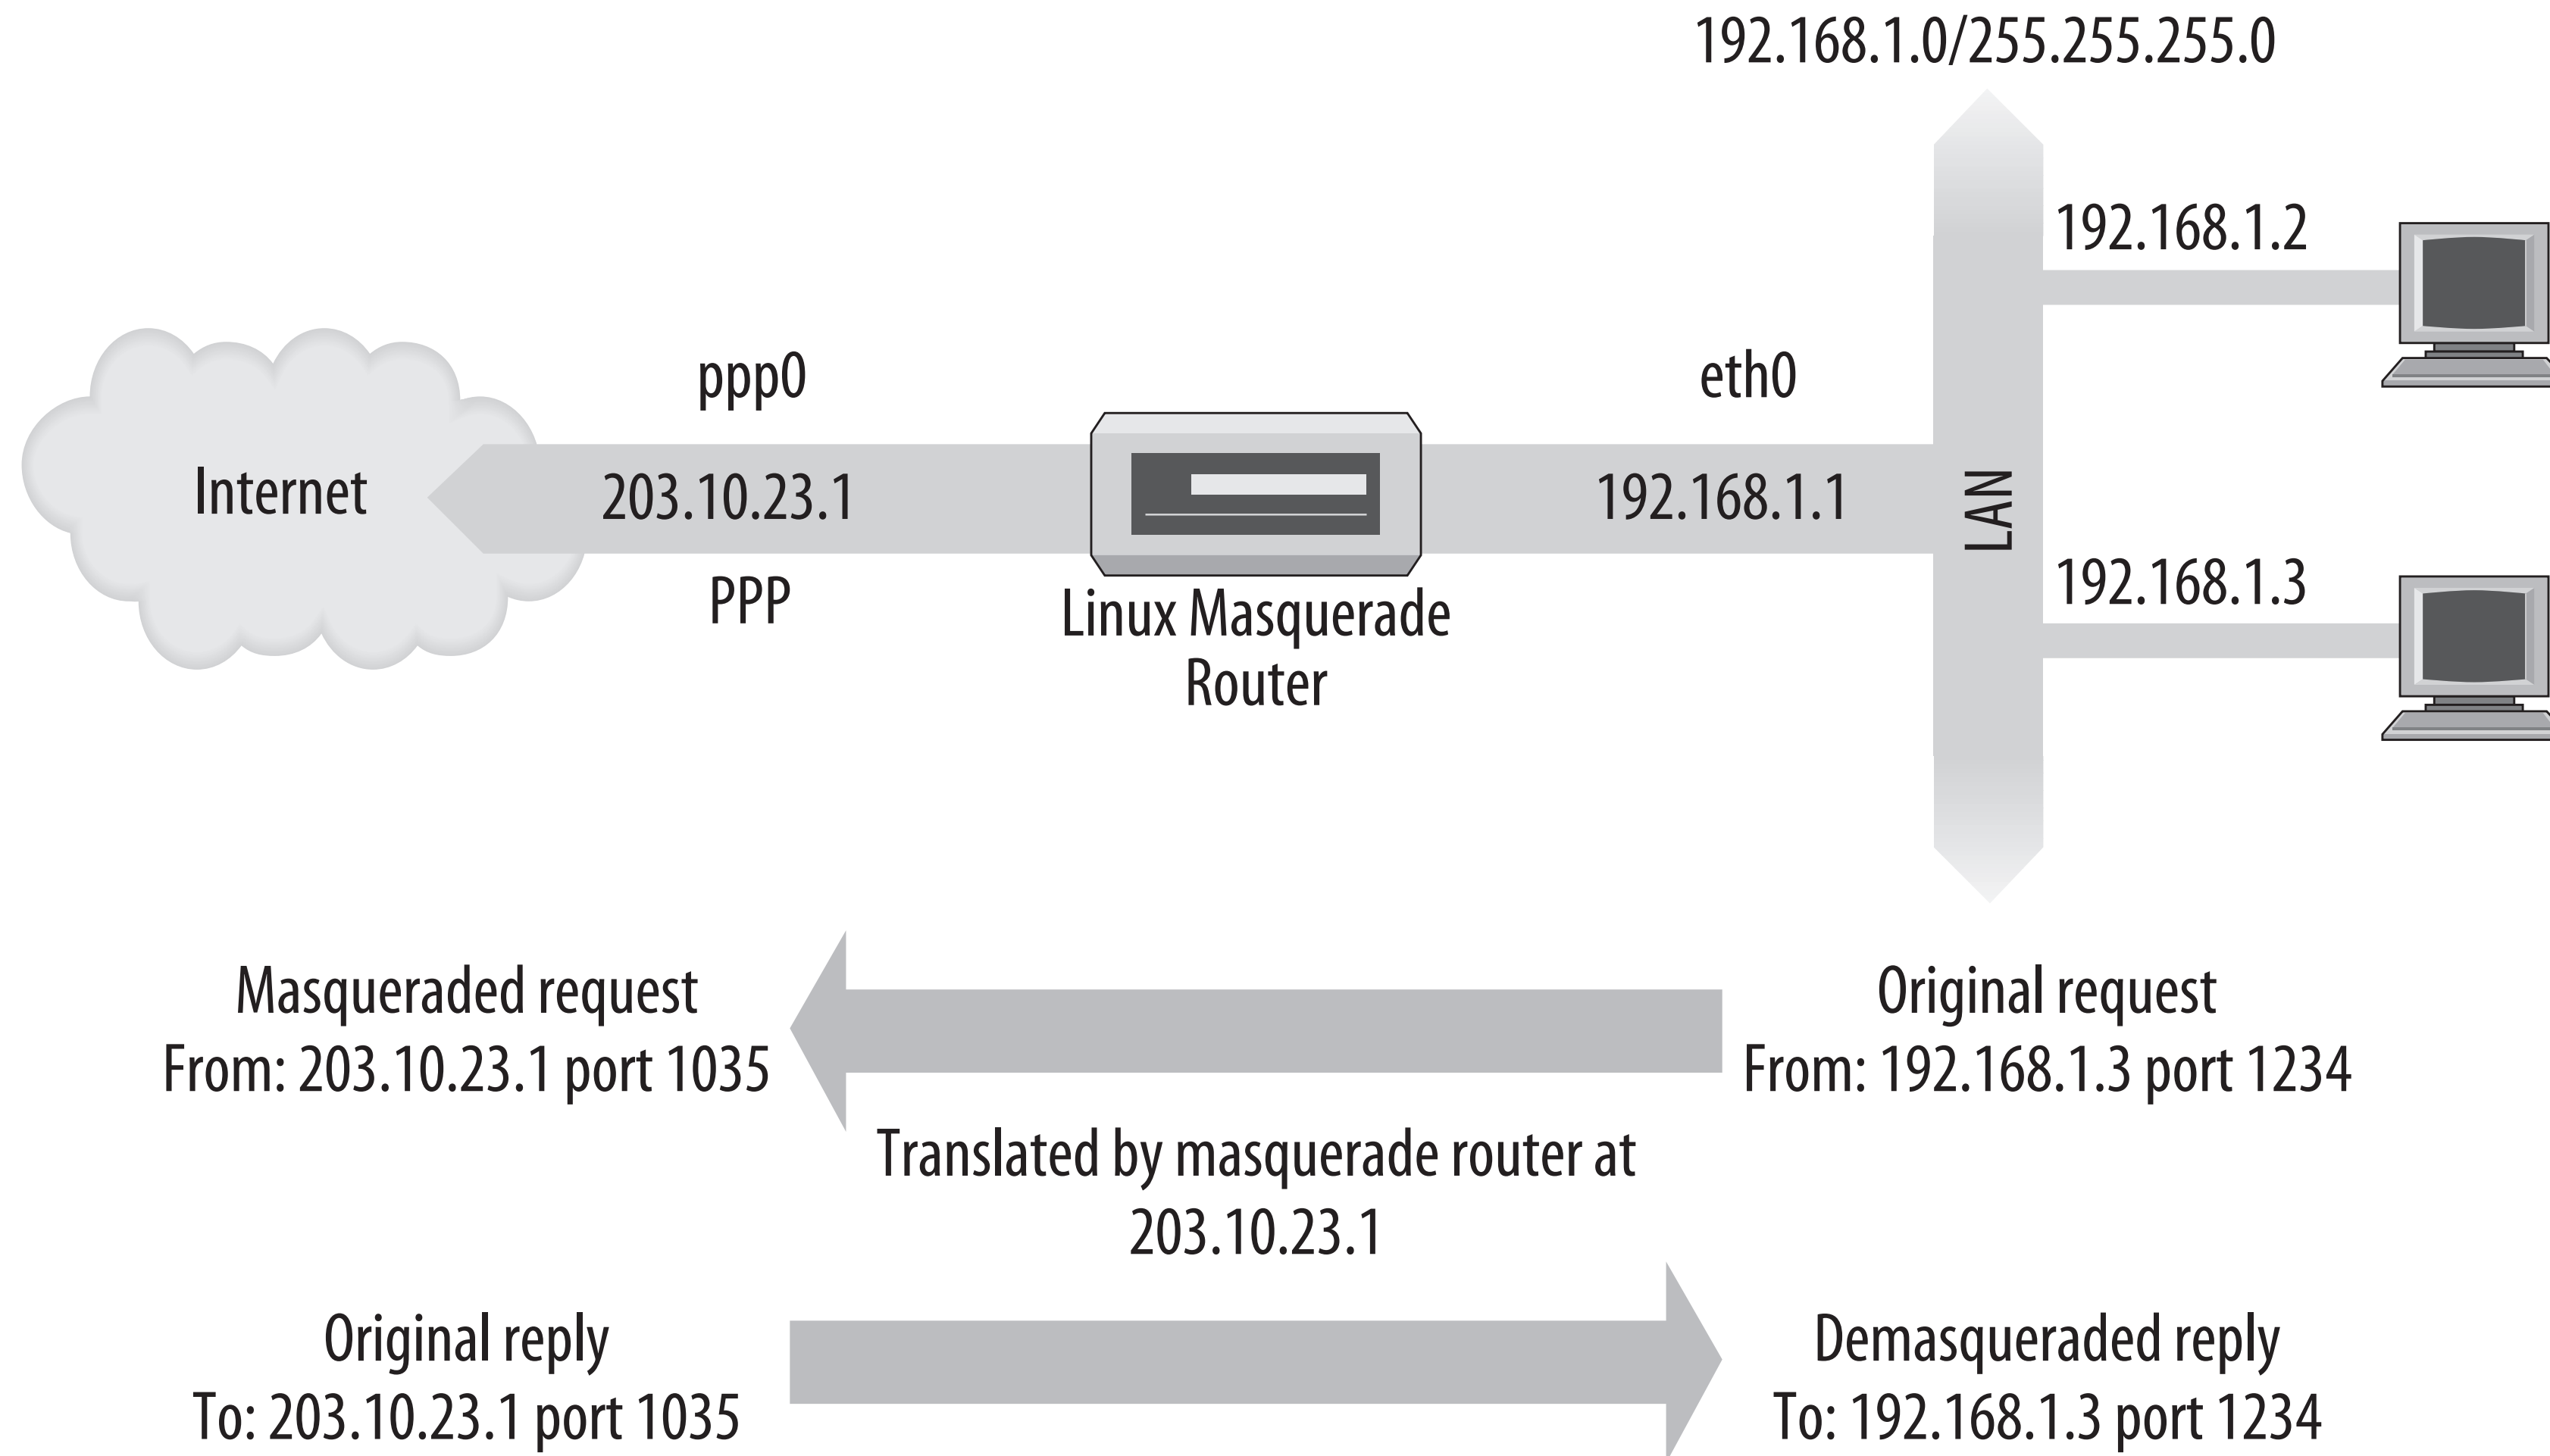 192.168.1.0/255.255.255.0
192.168.1.2
ppp0
eth0
Internet
203.10.23.1
192.168.1.1
LAN
PPP
192.168.1.3
Linux Masquerade
Router
Masqueraded request
From: 203.10.23.1 port 1035
Original request
From: 192.168.1.3 port 1234
Translated by masquerade router at
203.10.23.1
Original reply
To: 203.10.23.1 port 1035
Demasqueraded reply
To: 192.168.1.3 port 1234